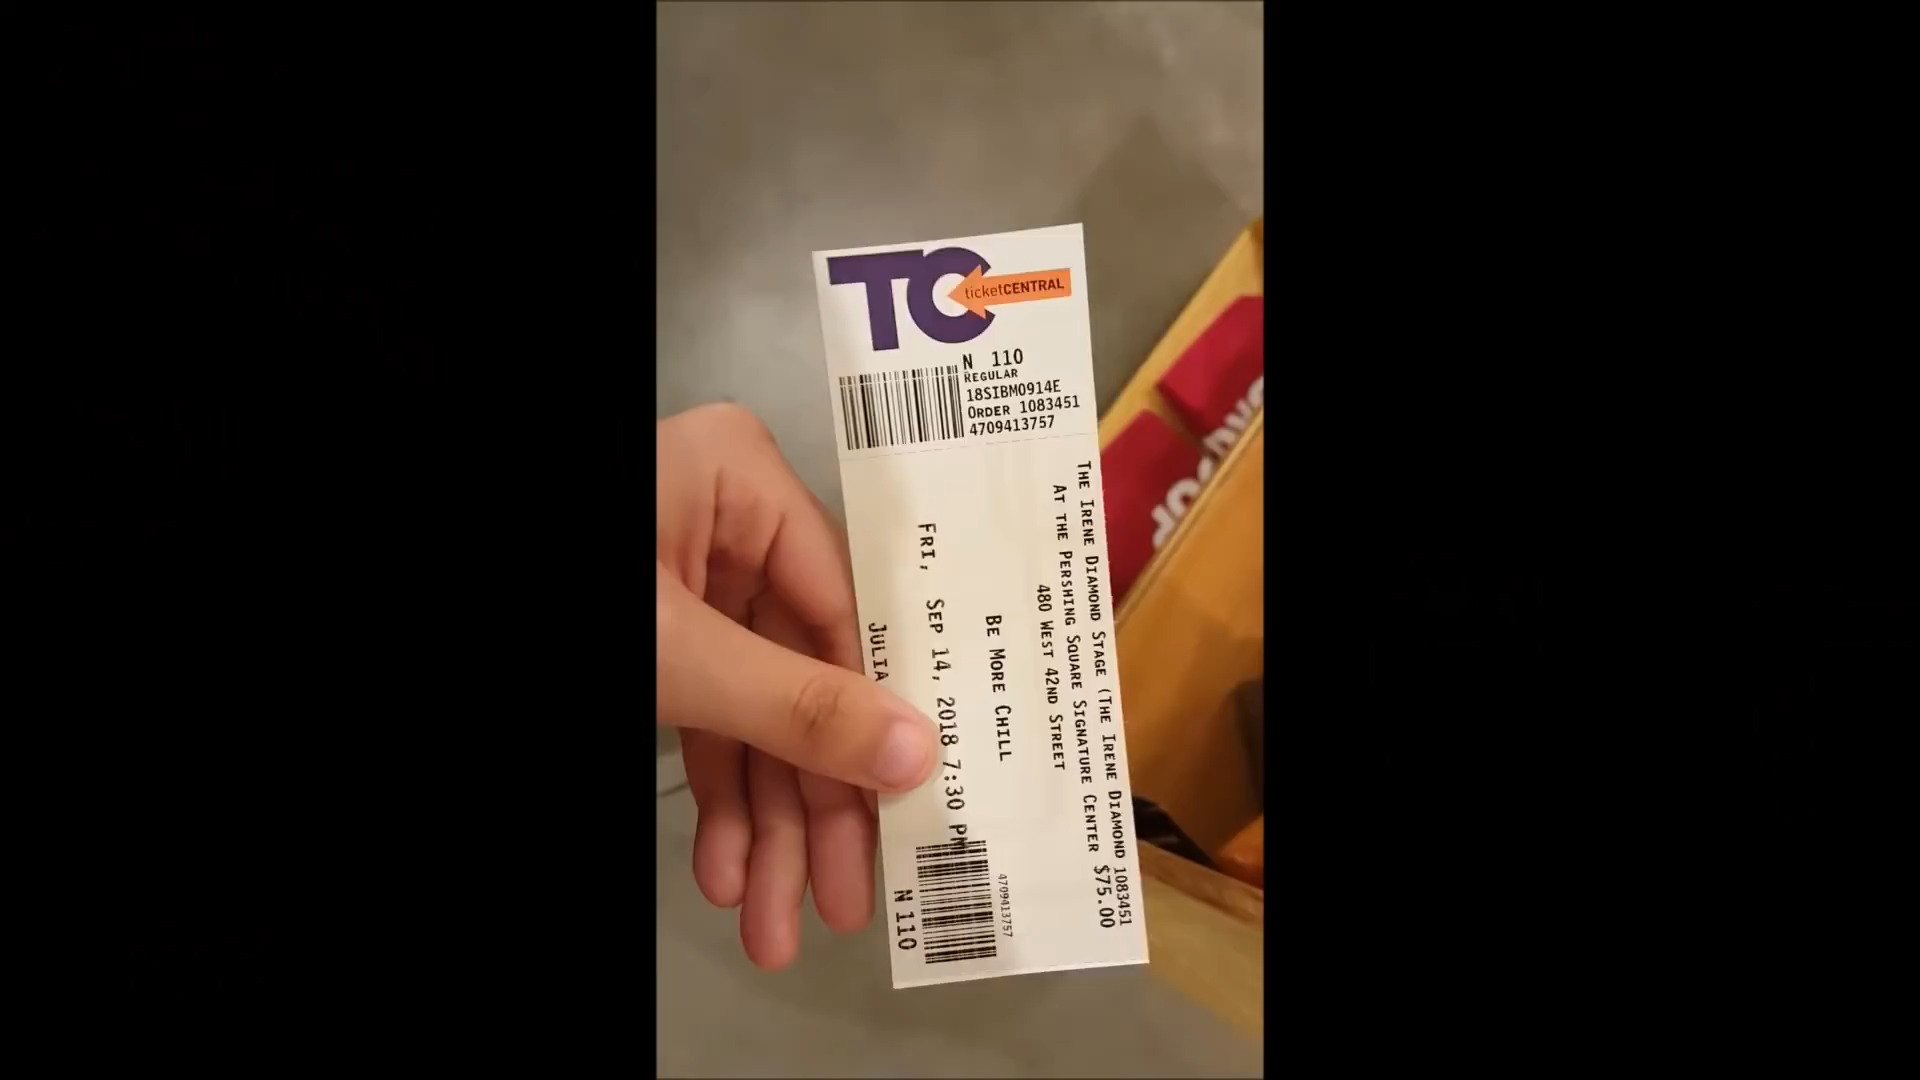 TC
ticketCENTRAL
N 110
REGULAR
18SIBM0914E
ORDER 1083451
4709413757
THE IRENE DIAMOND STAGE (THE IRENE DIAMOND 1083451
AT THE PERSHING SQUARE SIGNATURE CENTER $75.00
480 WEST 42ND STREET
BE MORE CHILL
FRI, SEP 14, 2018 7:30 PM
JULIA
4709413757
N 110